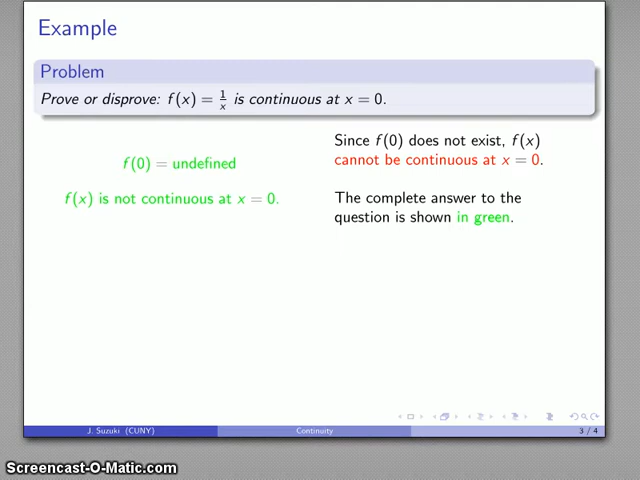 Example
Problem
Prove or disprove: f(x) = 1/x is continuous at x = 0.
f(0) = undefined
f(x) is not continuous at x = 0.
Since f(0) does not exist, f(x)
cannot be continuous at x = 0.
The complete answer to the
question is shown in green.
J. Suzuki (CUNY)
Continuity
3 / 4
Screencast-O-Matic.com